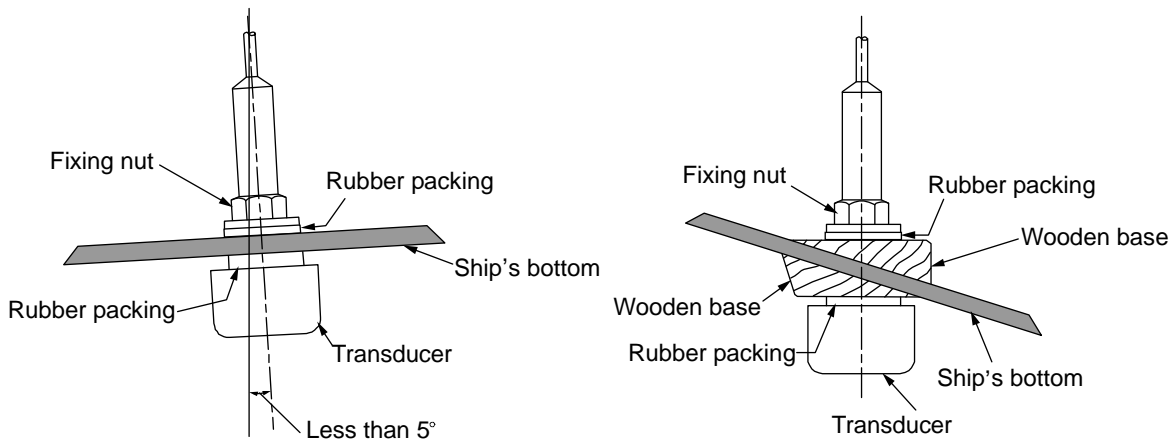 Fixing nut
Rubber packing
Ship's bottom
Rubber packing
Transducer
Less than 5°
Fixing nut
Rubber packing
Wooden base
Wooden base
Rubber packing
Ship's bottom
Transducer